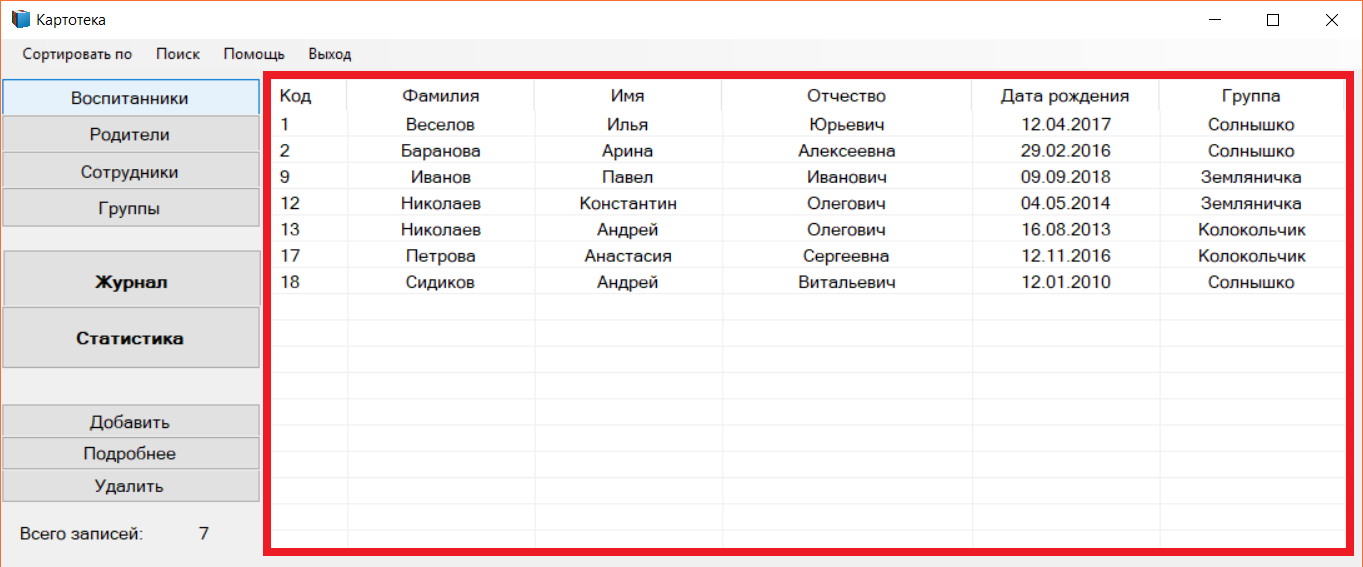 Картотека
Сортировать по Поиск Помощь Выход
Воспитанники
Родители
Сотрудники
Группы
Журнал
Статистика
Добавить
Подробнее
Удалить
Всего записей: 7
Код Фамилия Имя Отчество Дата рождения Группа
1 Веселов Илья Юрьевич 12.04.2017 Солнышко
2 Баранова Арина Алексеевна 29.02.2016 Солнышко
9 Иванов Павел Иванович 09.09.2018 Земляничка
12 Николаев Константин Олегович 04.05.2014 Земляничка
13 Николаев Андрей Олегович 16.08.2013 Колокольчик
17 Петрова Анастасия Сергеевна 12.11.2016 Колокольчик
18 Сидиков Андрей Витальевич 12.01.2010 Солнышко